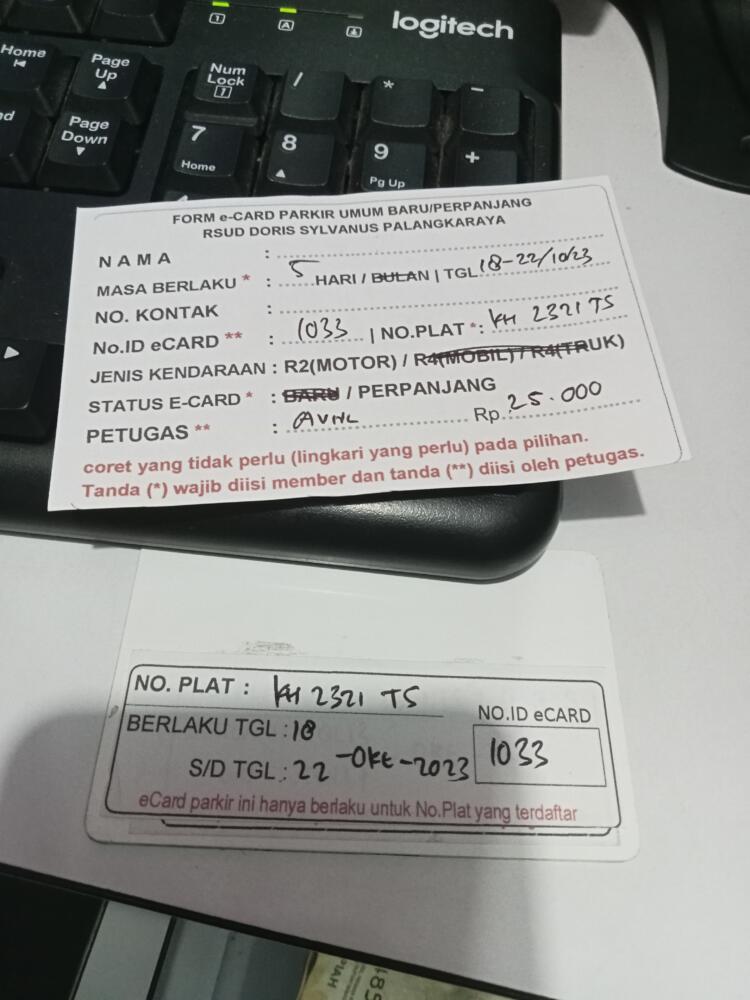 logitech
Home
Page Up
Num Lock
/
*
-
Page Down
7
Home
8
9
Pg Up
+
FORM e-CARD PARKIR UMUM BARU/PERPANJANG
RSUD DORIS SYLVANUS PALANGKARAYA
NAMA :
MASA BERLAKU * : 5 HARI / BULAN | TGL 18-22/10/23
NO. KONTAK :
No.ID eCARD ** : 1033 | NO.PLAT *: KH 2321 TS
JENIS KENDARAAN : R2(MOTOR) / R4(MOBIL) / R4(TRUK)
STATUS E-CARD * : BARU / PERPANJANG
PETUGAS ** : Rp. 25.000
coret yang tidak perlu (lingkari yang perlu) pada pilihan.
Tanda (*) wajib diisi member dan tanda (**) diisi oleh petugas.
NO. PLAT : KH 2321 TS
BERLAKU TGL : 18
S/D TGL : 22 -OKT-2023
NO.ID eCARD
1033
eCard parkir ini hanya berlaku untuk No.Plat yang terdaftar